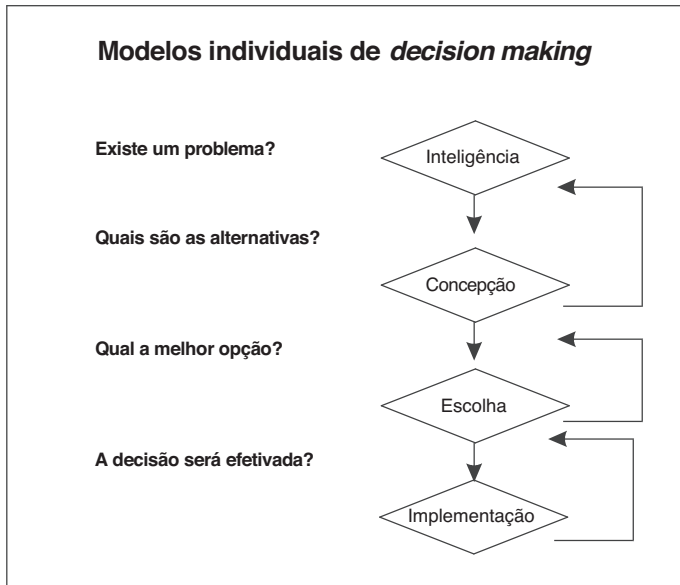 Modelos individuais de decision making
Existe um problema?
Inteligência
Quais são as alternativas?
Concepção
Qual a melhor opção?
Escolha
A decisão será efetivada?
Implementação